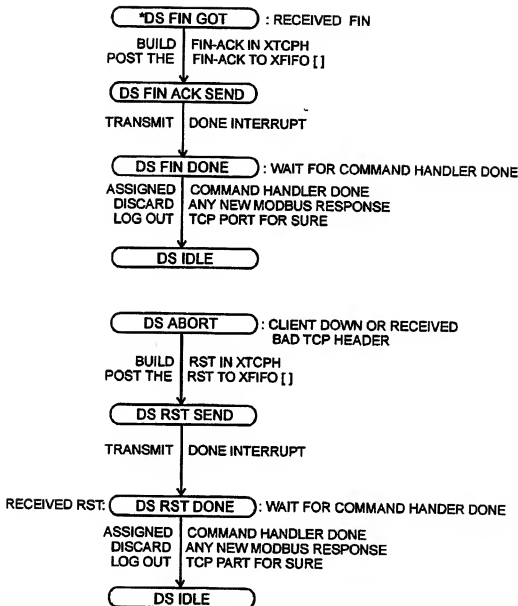 *DS FIN GOT : RECEIVED FIN
BUILD FIN-ACK IN XTCPH
POST THE FIN-ACK TO XFIFO [ ]
DS FIN ACK SEND
TRANSMIT DONE INTERRUPT
DS FIN DONE : WAIT FOR COMMAND HANDLER DONE
ASSIGNED COMMAND HANDLER DONE
DISCARD ANY NEW MODBUS RESPONSE
LOG OUT TCP PORT FOR SURE
DS IDLE
DS ABORT : CLIENT DOWN OR RECEIVED
BAD TCP HEADER
BUILD RST IN XTCPH
POST THE RST TO XFIFO [ ]
DS RST SEND
TRANSMIT DONE INTERRUPT
RECEIVED RST: DS RST DONE : WAIT FOR COMMAND HANDER DONE
ASSIGNED COMMAND HANDLER DONE
DISCARD ANY NEW MODBUS RESPONSE
LOG OUT TCP PART FOR SURE
DS IDLE